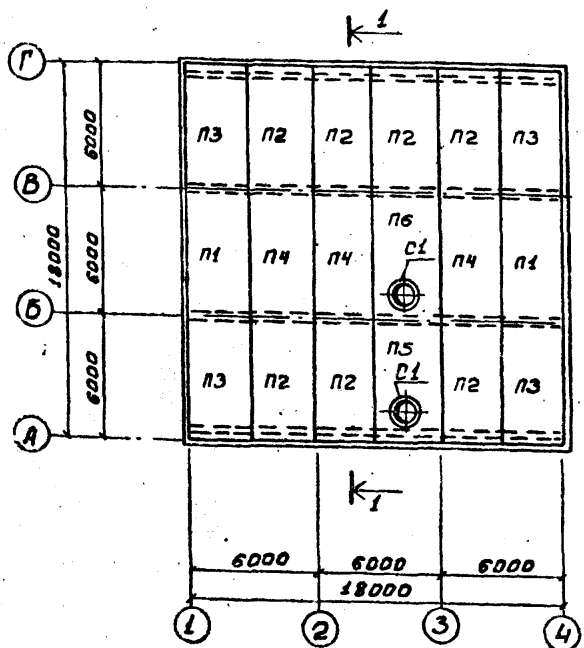 1
Г
П3 П2 П2 П2 П2 П3
6000
В
П6
С1
П1 П4 П4 П4 П1
18000
6000
Б
П5
С1
П3 П2 П2 П2 П3
6000
А
1
6000 6000 6000
18000
1 2 3 4